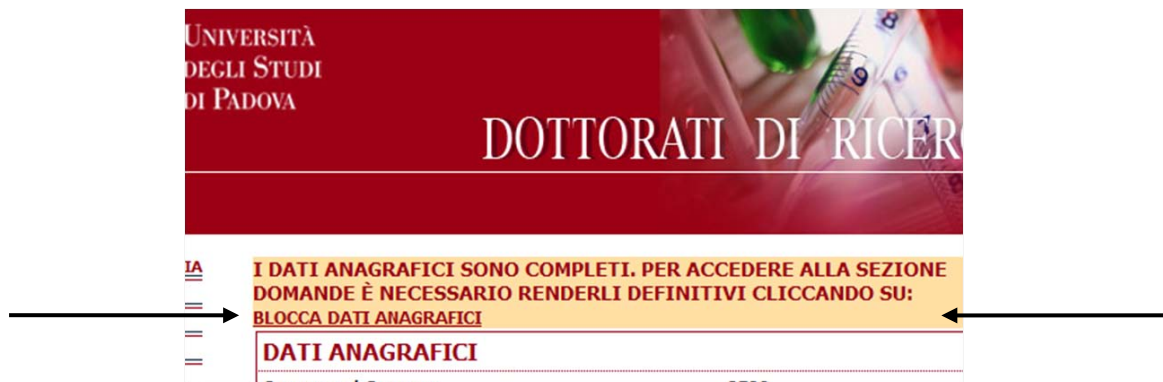 UNIVERSITÀ
DEGLI STUDI
DI PADOVA
DOTTORATI DI RICER
IA
I DATI ANAGRAFICI SONO COMPLETI. PER ACCEDERE ALLA SEZIONE
DOMANDE È NECESSARIO RENDERLI DEFINITIVI CLICCANDO SU:
BLOCCA DATI ANAGRAFICI
DATI ANAGRAFICI